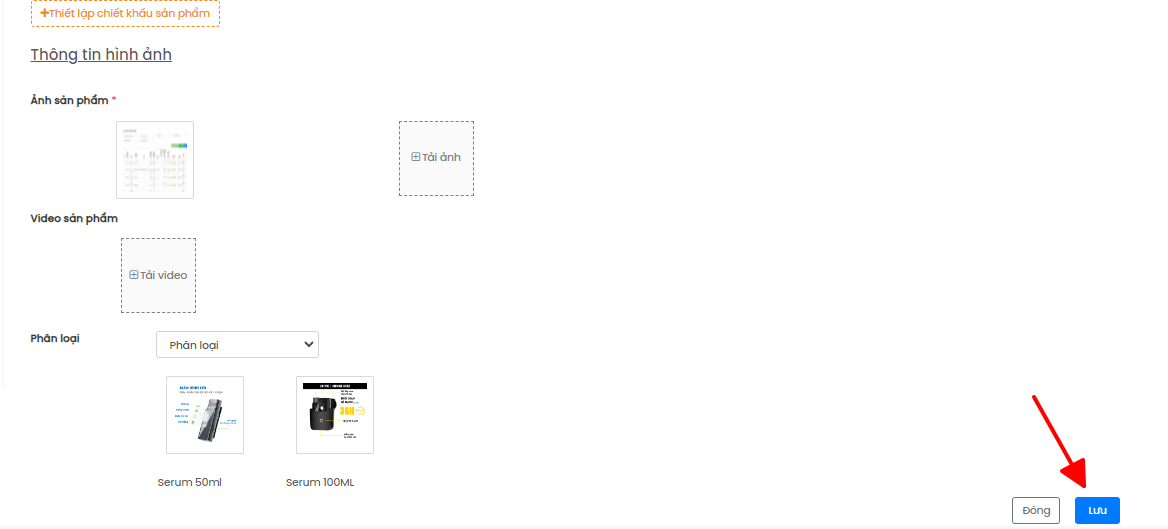 +Thiết lập chiết khấu sản phẩm
Thông tin hình ảnh
Ảnh sản phẩm *
Tải ảnh
Video sản phẩm
Tải video
Phân loại
Phân loại
36H
Serum 50ml
Serum 100ML
Đóng
Lưu